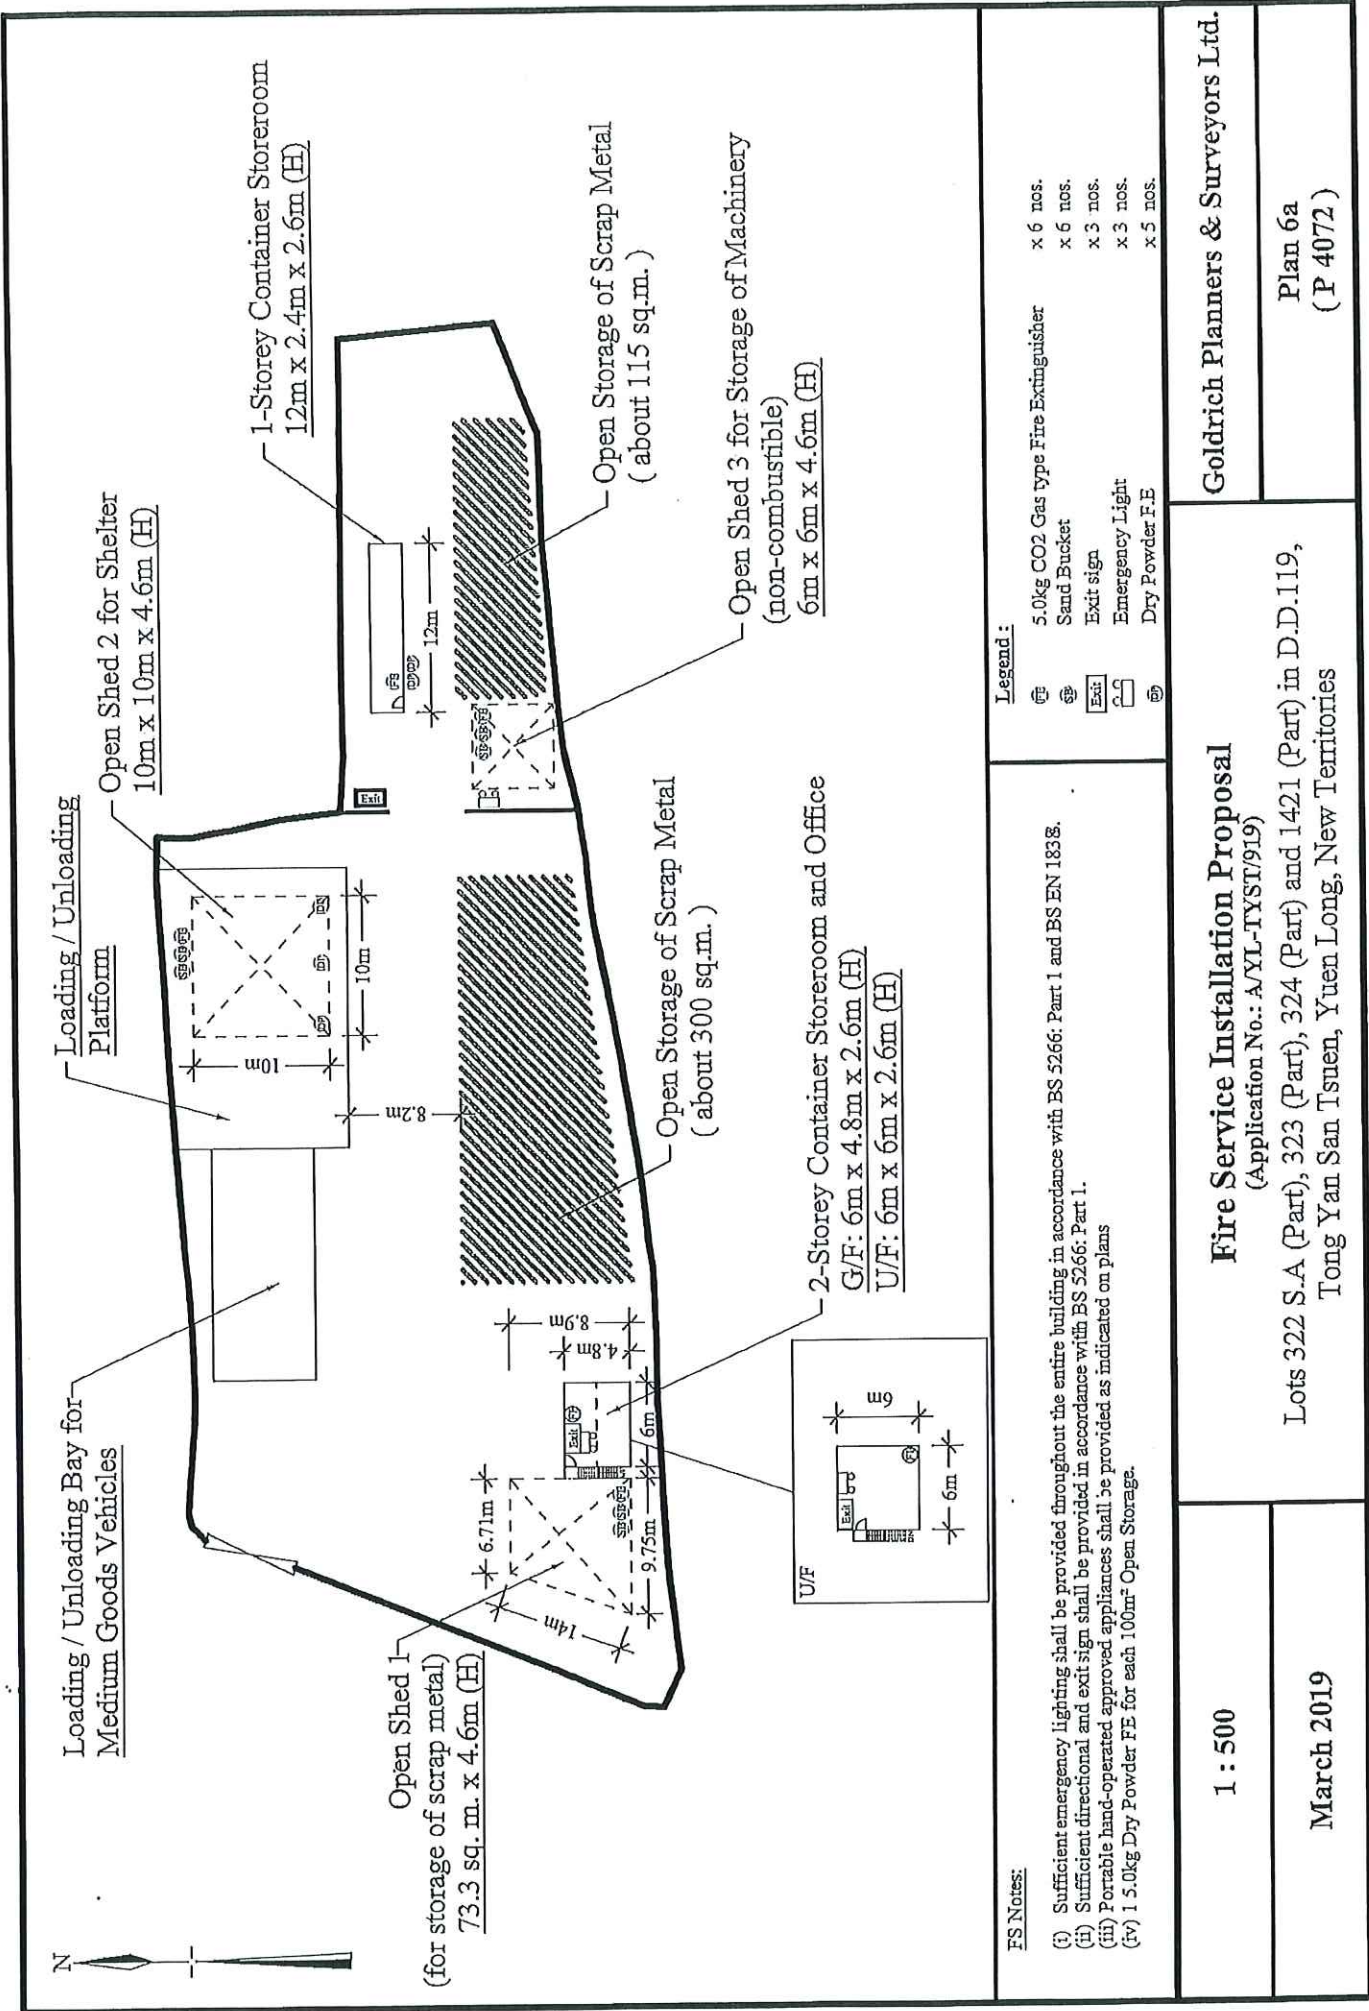 N
Loading / Unloading Bay for
Medium Goods Vehicles
Loading / Unloading
Platform
Open Shed 2 for Shelter
10m x 10m x 4.6m (H)
1-Storey Container Storeroom
12m x 2.4m x 2.6m (H)
10m
10m
8.2m
12m
Exit
Open Storage of Scrap Metal
( about 115 sq.m. )
Open Shed 3 for Storage of Machinery
(non-combustible)
6m x 6m x 4.6m (H)
Open Storage of Scrap Metal
( about 300 sq.m. )
2-Storey Container Storeroom and Office
G/F: 6m x 4.8m x 2.6m (H)
U/F: 6m x 6m x 2.6m (H)
Open Shed 1
(for storage of scrap metal)
73.3 sq. m. x 4.6m (H)
6.71m
14m
9.75m
8.9m
4.8m
6m
Exit
U/F
Exit
6m
6m
FS Notes:
(i) Sufficient emergency lighting shall be provided throughout the entire building in accordance with BS 5266: Part 1 and BS EN 1838.
(ii) Sufficient directional and exit sign shall be provided in accordance with BS 5266: Part 1.
(iii) Portable hand-operated approved appliances shall be provided as indicated on plans
(iv) 1 5.0kg Dry Powder FE for each 100m² Open Storage.
Legend :
FE 5.0kg CO2 Gas type Fire Extinguisher x 6 nos.
SB Sand Bucket x 6 nos.
Exit Exit sign x 3 nos.
Emergency Light x 3 nos.
DP Dry Powder F.E x 5 nos.
1 : 500
March 2019
Fire Service Installation Proposal
(Application No.: A/YL-TYST/919)
Lots 322 S.A (Part), 323 (Part), 324 (Part) and 1421 (Part) in D.D.119,
Tong Yan San Tsuen, Yuen Long, New Territories
Goldrich Planners & Surveyors Ltd.
Plan 6a
( P 4072 )